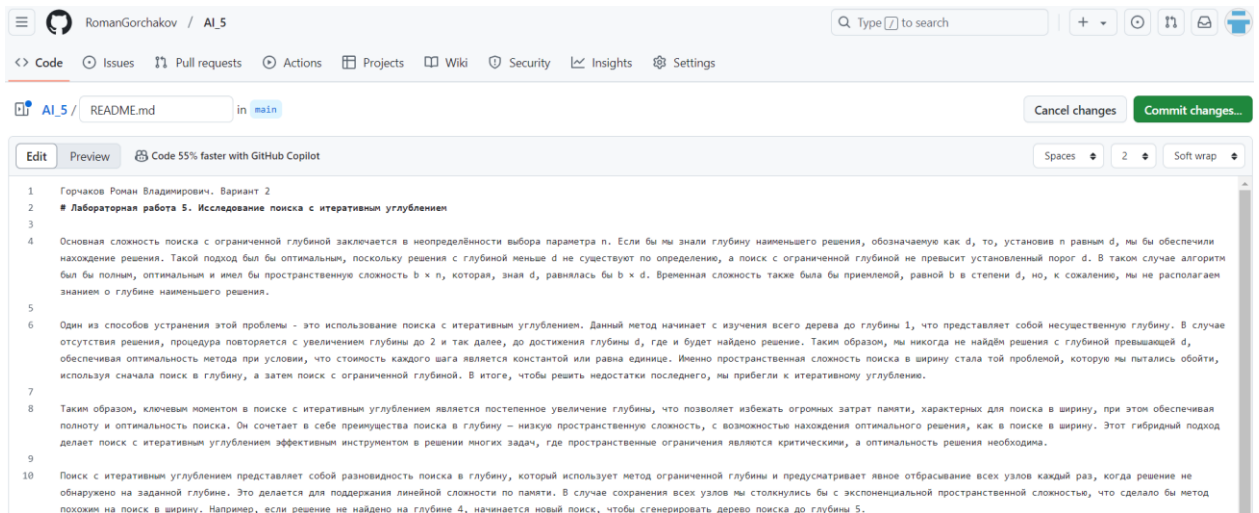 RomanGorchakov / AI_5
Type / to search
Code Issues Pull requests Actions Projects Wiki Security Insights Settings
AI_5 / README.md in main
Cancel changes Commit changes...
Edit Preview Code 55% faster with GitHub Copilot
Spaces 2 Soft wrap
1 Горчаков Роман Владимирович. Вариант 2
2 # Лабораторная работа 5. Исследование поиска с итеративным углублением
3
4 Основная сложность поиска с ограниченной глубиной заключается в неопределённости выбора параметра n. Если бы мы знали глубину наименьшего решения, обозначаемую как d, то, установив n равным d, мы бы обеспечили
нахождение решения. Такой подход был бы оптимальным, поскольку решения с глубиной меньше d не существуют по определению, а поиск с ограниченной глубиной не превысит установленный порог d. В таком случае алгоритм
был бы полным, оптимальным и имел бы пространственную сложность b × n, которая, зная d, равнялась бы b × d. Временная сложность также была бы приемлемой, равной b в степени d, но, к сожалению, мы не располагаем
знанием о глубине наименьшего решения.
5
6 Один из способов устранения этой проблемы - это использование поиска с итеративным углублением. Данный метод начинает с изучения всего дерева до глубины 1, что представляет собой несущественную глубину. В случае
отсутствия решения, процедура повторяется с увеличением глубины до 2 и так далее, до достижения глубины d, где и будет найдено решение. Таким образом, мы никогда не найдём решения с глубиной превышающей d,
обеспечивая оптимальность метода при условии, что стоимость каждого шага является константой или равна единице. Именно пространственная сложность поиска в ширину стала той проблемой, которую мы пытались обойти,
используя сначала поиск в глубину, а затем поиск с ограниченной глубиной. В итоге, чтобы решить недостатки последнего, мы прибегли к итеративному углублению.
7
8 Таким образом, ключевым моментом в поиске с итеративным углублением является постепенное увеличение глубины, что позволяет избежать огромных затрат памяти, характерных для поиска в ширину, при этом обеспечивая
полноту и оптимальность поиска. Он сочетает в себе преимущества поиска в глубину – низкую пространственную сложность, с возможностью нахождения оптимального решения, как в поиске в ширину. Этот гибридный подход
делает поиск с итеративным углублением эффективным инструментом в решении многих задач, где пространственные ограничения являются критическими, а оптимальность решения необходима.
9
10 Поиск с итеративным углублением представляет собой разновидность поиска в глубину, который использует метод ограниченной глубины и предусматривает явное отбрасывание всех узлов каждый раз, когда решение не
обнаружено на заданной глубине. Это делается для поддержания линейной сложности по памяти. В случае сохранения всех узлов мы столкнулись бы с экспоненциальной пространственной сложностью, что сделало бы метод
похожим на поиск в ширину. Например, если решение не найдено на глубине 4, начинается новый поиск, чтобы сгенерировать дерево поиска до глубины 5.